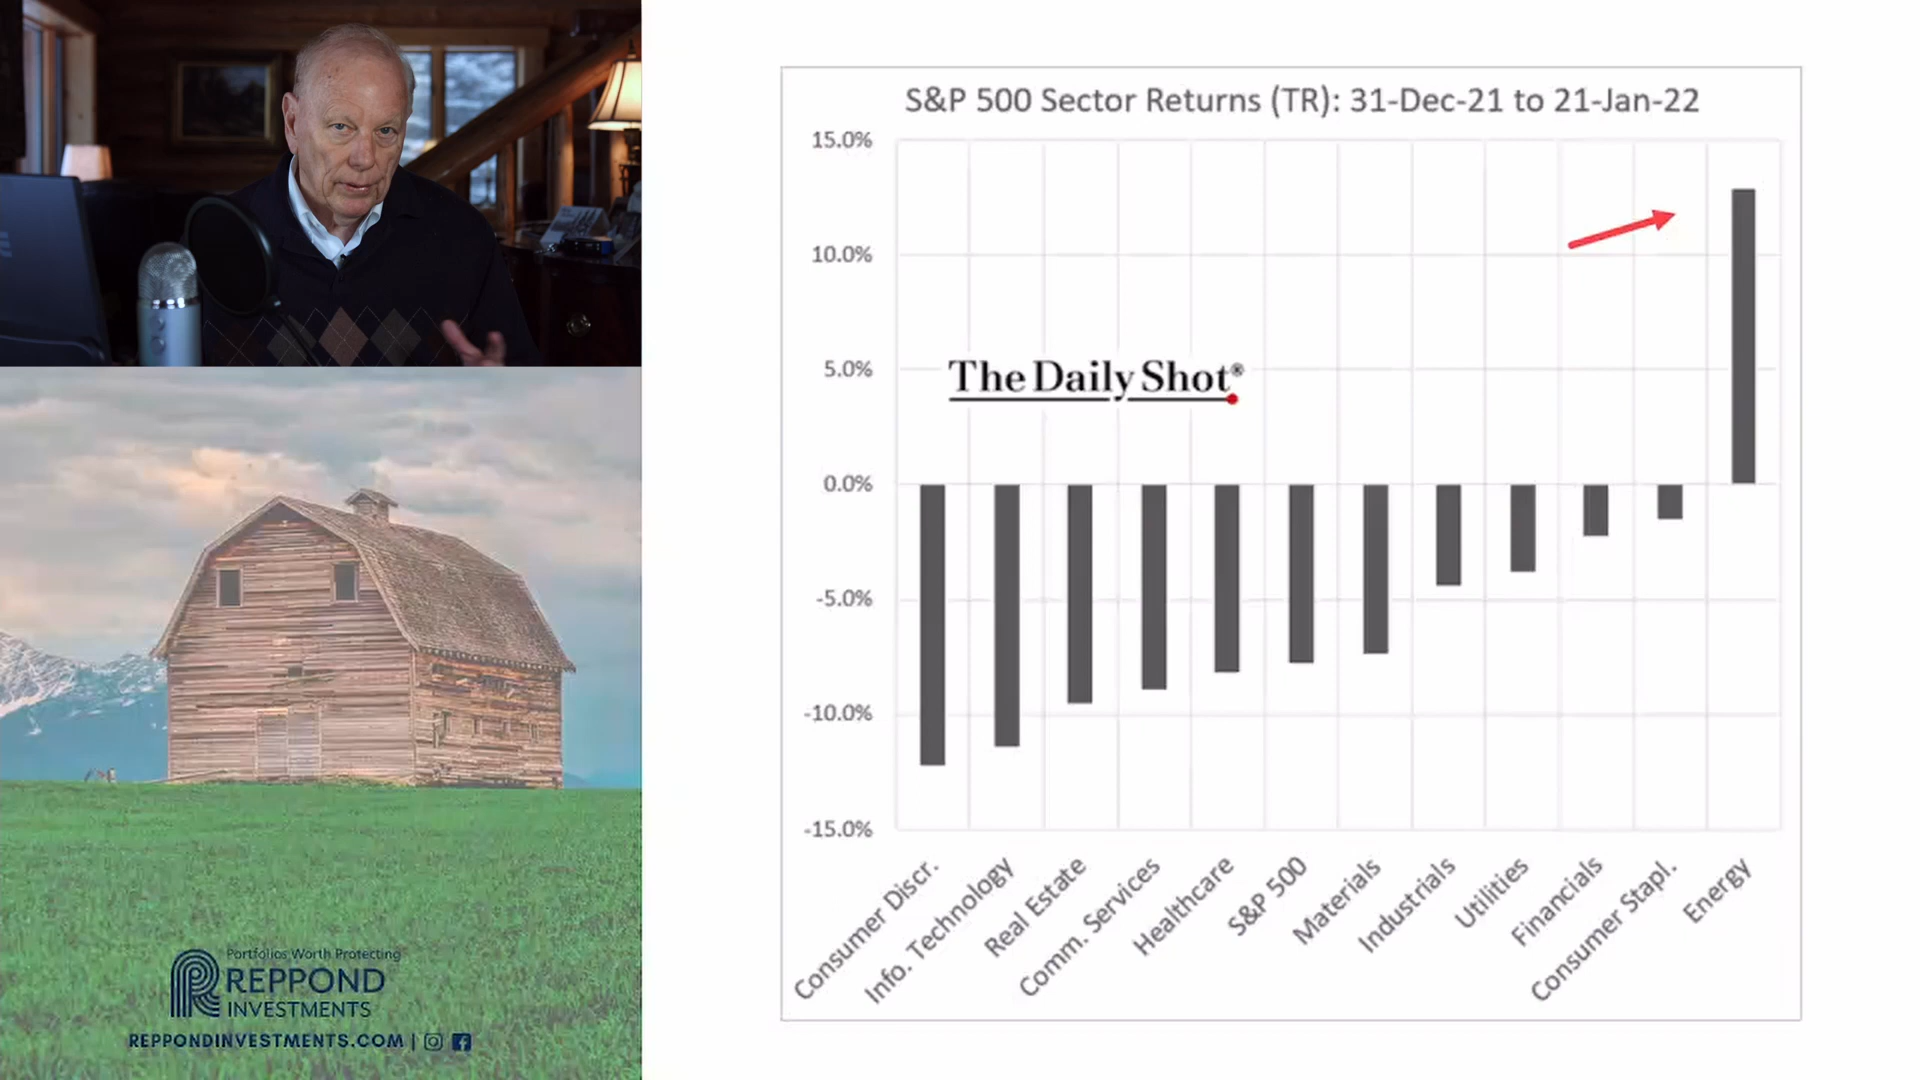 S&P 500 Sector Returns (TR): 31-Dec-21 to 21-Jan-22
15.0%
10.0%
5.0%
0.0%
-5.0%
-10.0%
-15.0%
The Daily Shot®
Consumer Discr.
Info. Technology
Real Estate
Comm. Services
Healthcare
S&P 500
Materials
Industrials
Utilities
Financials
Consumer Stapl.
Energy
Portfolios Worth Protecting
REPPOND
INVESTMENTS
REPPONDINVESTMENTS.COM |